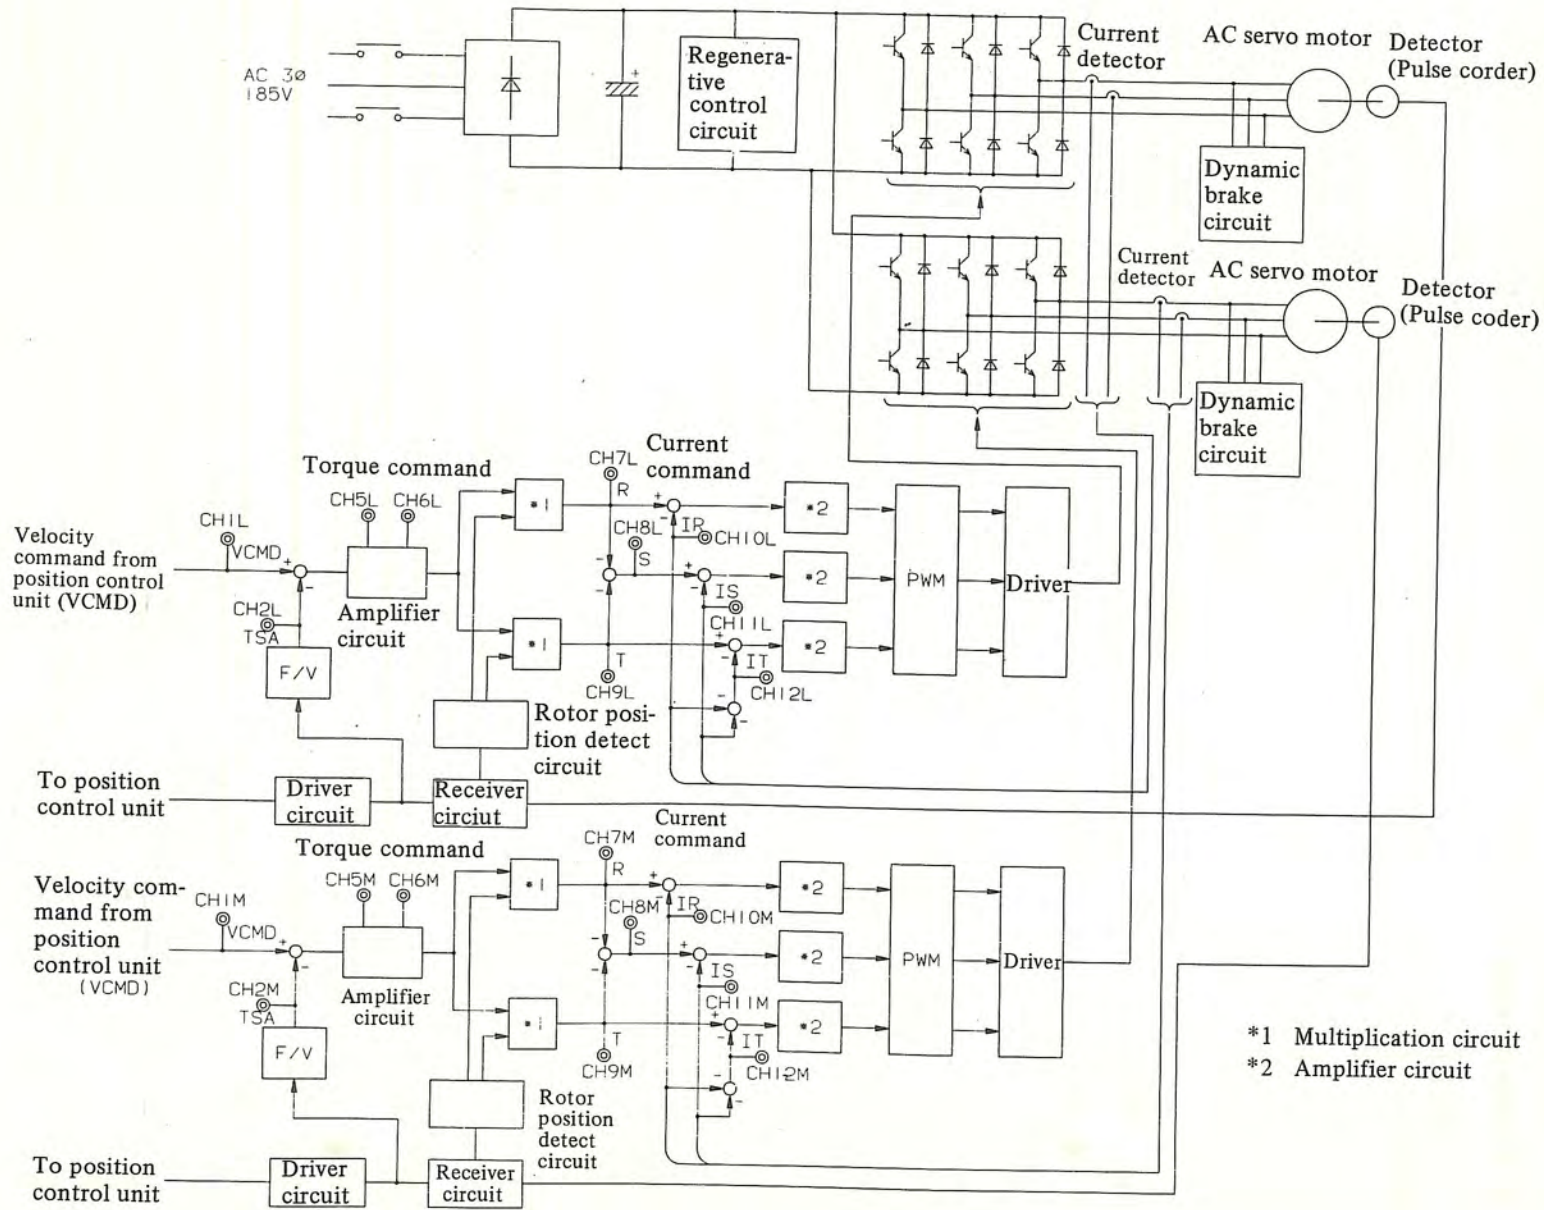 AC 3ø
185V
Regenera-
tive
control
circuit
Current
detector
AC servo motor
Detector
(Pulse corder)
Dynamic
brake
circuit
Current
detector
AC servo motor
Detector
(Pulse coder)
Dynamic
brake
circuit
Velocity
command from
position control
unit (VCMD)
CH1L
VCMD
+
-
CH2L
TSA
F/V
Torque command
CH5L
CH6L
Amplifier
circuit
*1
*1
CH7L
R
Current
command
CH8L
S
-
-
T
CH9L
+
-
IR
CH10L
+
-
IS
CH11L
+
-
IT
CH12L
-
-
*2
*2
*2
PWM
Driver
Rotor posi-
tion detect
circuit
To position
control unit
Driver
circuit
Receiver
circiut
Velocity com-
mand from
position
control unit
(VCMD)
CH1M
VCMD
+
-
CH2M
TSA
F/V
Torque command
CH5M
CH6M
Amplifier
circuit
*1
*1
CH7M
R
Current
command
CH8M
S
-
-
T
CH9M
+
-
IR
CH10M
+
-
IS
CH11M
+
-
IT
CH12M
-
-
*2
*2
*2
PWM
Driver
Rotor
position
detect
circuit
To position
control unit
Driver
circuit
Receiver
circuit
*1 Multiplication circuit
*2 Amplifier circuit